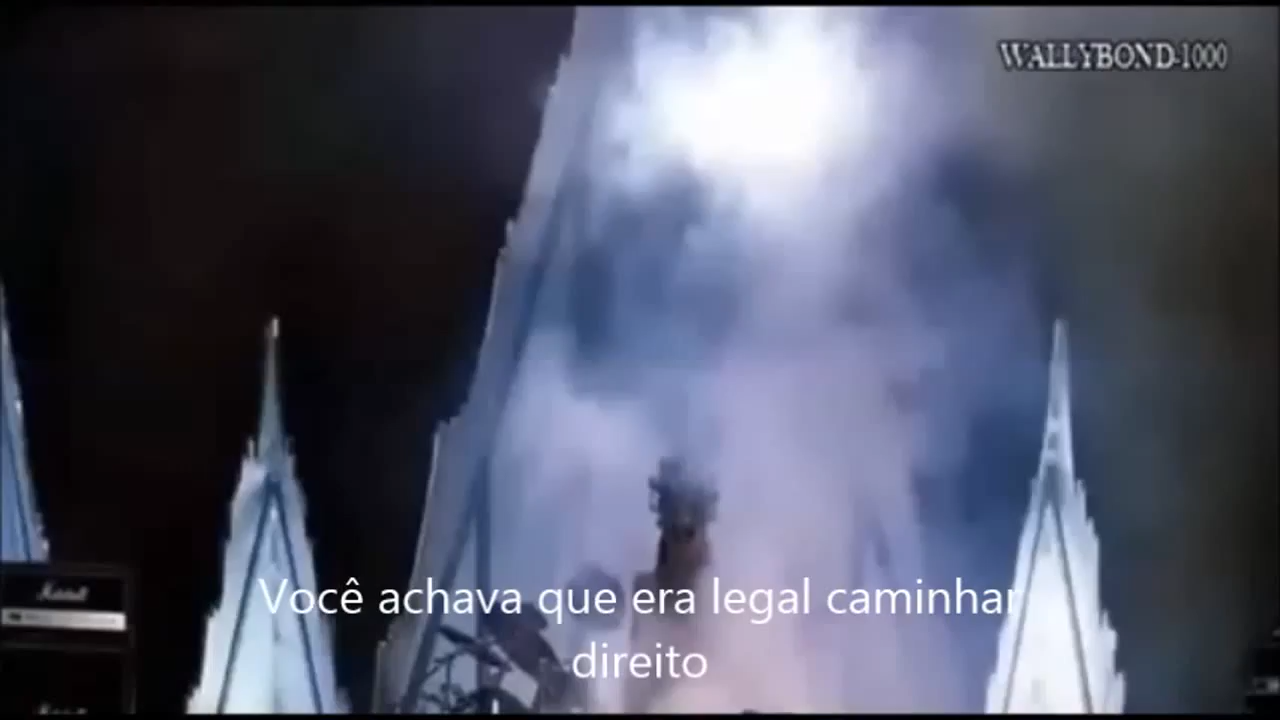 WALLYBOND-1000
Você achava que era legal caminhar
direito